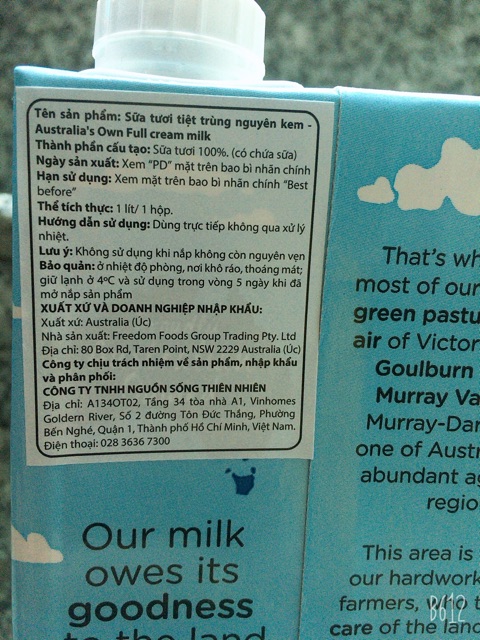 Tên sản phẩm: Sữa tươi tiệt trùng nguyên kem -
Australia's Own Full cream milk
Thành phần cấu tạo: Sữa tươi 100%. (có chứa sữa)
Ngày sản xuất: Xem "PD" mặt trên bao bì nhãn chính
Hạn sử dụng: Xem mặt trên bao bì nhãn chính "Best
before"
Thể tích thực: 1 lít/ 1 hộp.
Hướng dẫn sử dụng: Dùng trực tiếp không qua xử lý
nhiệt.
Lưu ý: Không sử dụng khi nắp không còn nguyên vẹn
Bảo quản: ở nhiệt độ phòng, nơi khô ráo, thoáng mát;
giữ lạnh ở 4ºC và sử dụng trong vòng 5 ngày khi đã
mở nắp sản phẩm
XUẤT XỨ VÀ DOANH NGHIỆP NHẬP KHẨU:
Xuất xứ: Australia (Úc)
Nhà sản xuất: Freedom Foods Group Trading Pty. Ltd
Địa chỉ: 80 Box Rd, Taren Point, NSW 2229 Australia (Úc)
Công ty chịu trách nhiệm về sản phẩm, nhập khẩu
và phân phối:
CÔNG TY TNHH NGUỒN SỐNG THIÊN NHIÊN
Địa chỉ: A134OT02, Tầng 34 tòa nhà A1, Vinhomes
Goldern River, Số 2 đường Tôn Đức Thắng, Phường
Bến Nghé, Quận 1, Thành phố Hồ Chí Minh, Việt Nam.
Điện thoại: 028 3636 7300
Our milk
owes its
goodness
to the land
That's wh
most of our
green pastu
air of Victor
Goulburn
Murray Va
Murray-Dar
one of Austr
abundant ag
regio
This area is
our hardwork
farmers, who t
care of the land
B612